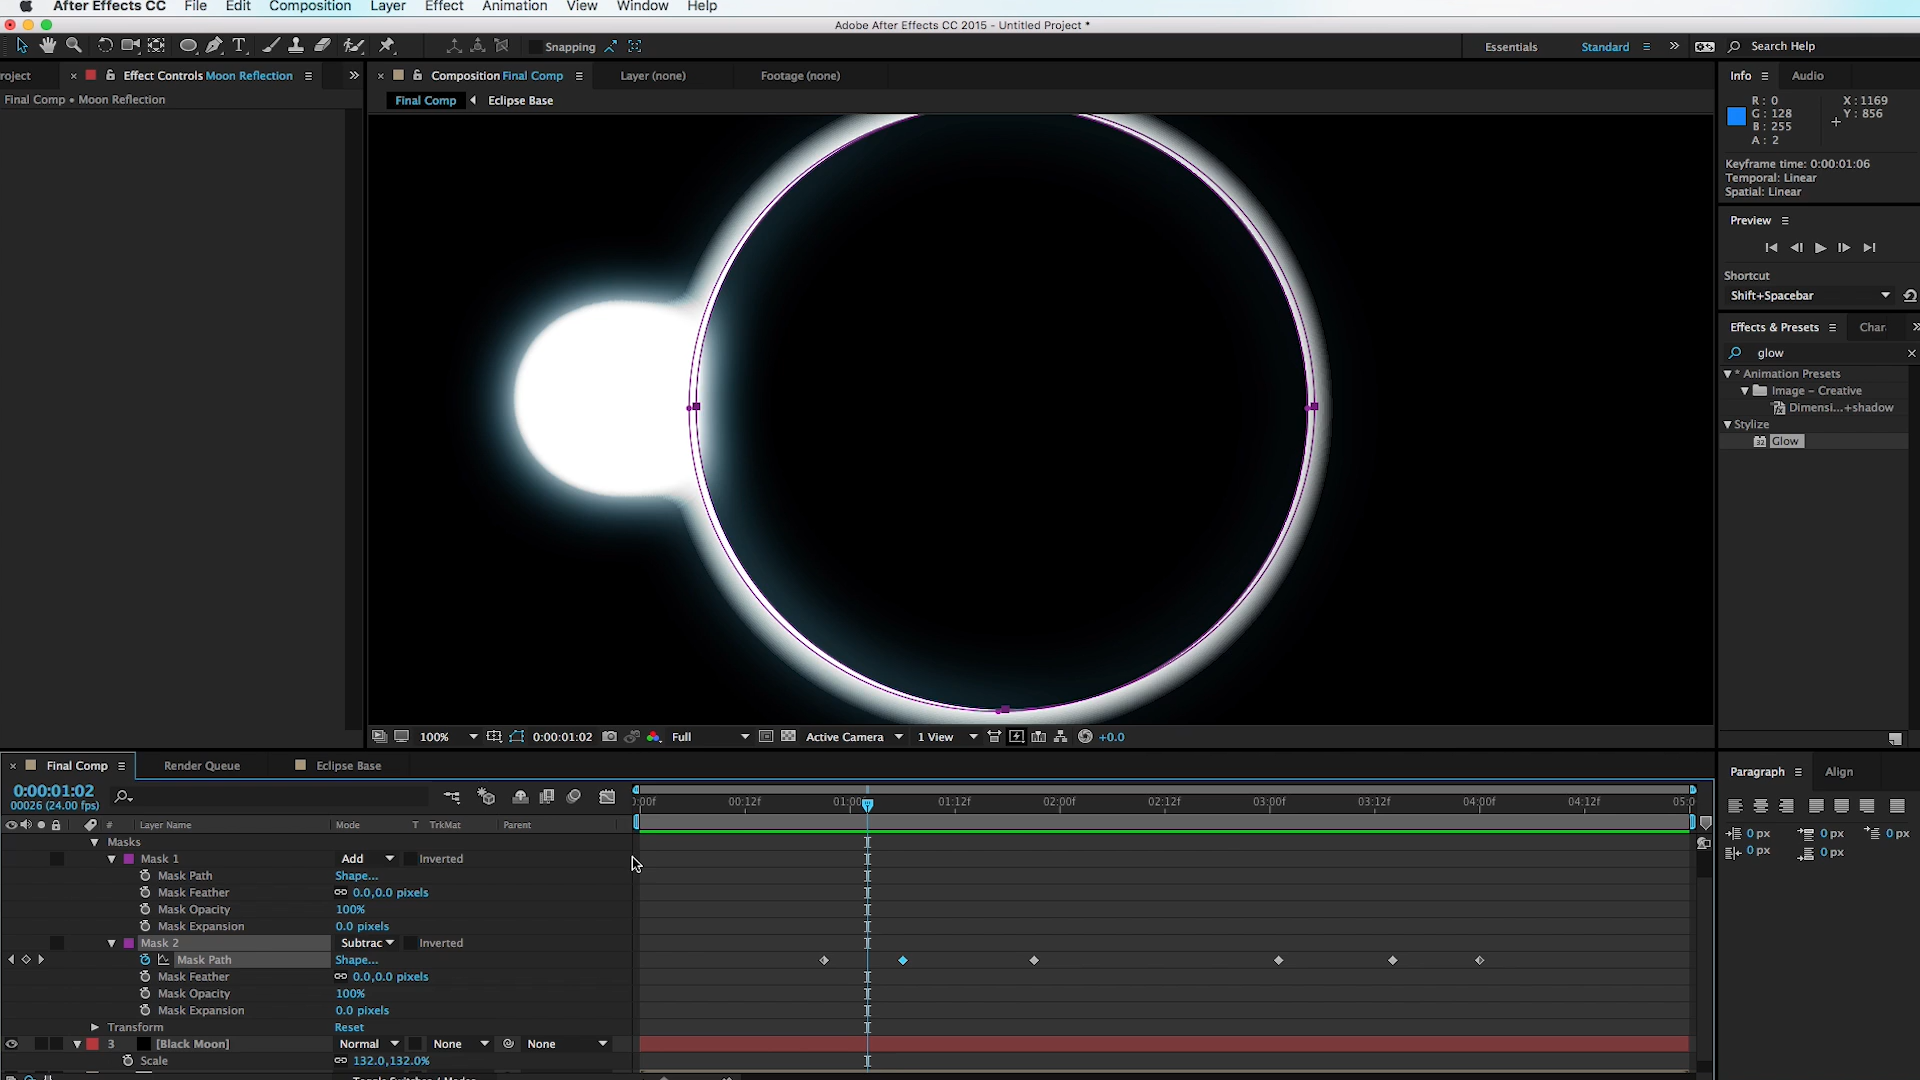 After Effects CC File Edit Composition Layer Effect Animation View Window Help
Adobe After Effects CC 2015 - Untitled Project *
T Snapping Essentials Standard Search Help
roject Effect Controls Moon Reflection Composition Final Comp Layer (none) Footage (none) Info Audio
Final Comp • Moon Reflection Final Comp Eclipse Base
R: 0 X: 1169
G: 128 Y: 856
B: 255
A: 2
Keyframe time: 0:00:01:06
Temporal: Linear
Spatial: Linear
Preview
Shortcut
Shift+Spacebar
Effects & Presets Char
glow
* Animation Presets
Image – Creative
Dimensi...+shadow
Stylize
Glow
100% 0:00:01:02 Full Active Camera 1 View +0.0
Final Comp Render Queue Eclipse Base Paragraph Align
0:00:01:02
00026 (24.00 fps)
:00f 00:12f 01:00 01:12f 02:00f 02:12f 03:00f 03:12f 04:00f 04:12f 05:0
# Layer Name Mode T TrkMat Parent
0 px 0 px 0 px
0 px 0 px
Masks
Mask 1 Add Inverted
Mask Path Shape...
Mask Feather 0.0,0.0 pixels
Mask Opacity 100%
Mask Expansion 0.0 pixels
Mask 2 Subtrac Inverted
Mask Path Shape...
Mask Feather 0.0,0.0 pixels
Mask Opacity 100%
Mask Expansion 0.0 pixels
Transform Reset
3 [Black Moon] Normal None None
Scale 132.0,132.0%